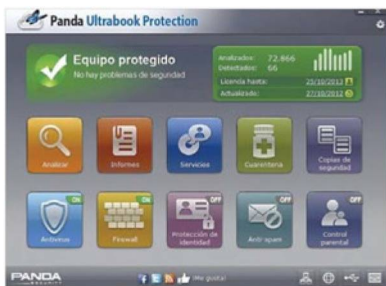 Panda Ultrabook Protection
Equipo protegido
No hay problemas de seguridad
Analizados: 72.866
Detectados: 66
Licencia hasta: 25/10/2013
Actualizado: 27/10/2012
Analizar
Informes
Servicios
Cuarentena
Copias de seguridad
ON
ON
OFF
OFF
OFF
Antivirus
Firewall
Protección de identidad
Anti-spam
Control parental
PANDA
SECURITY
¡Me gusta!